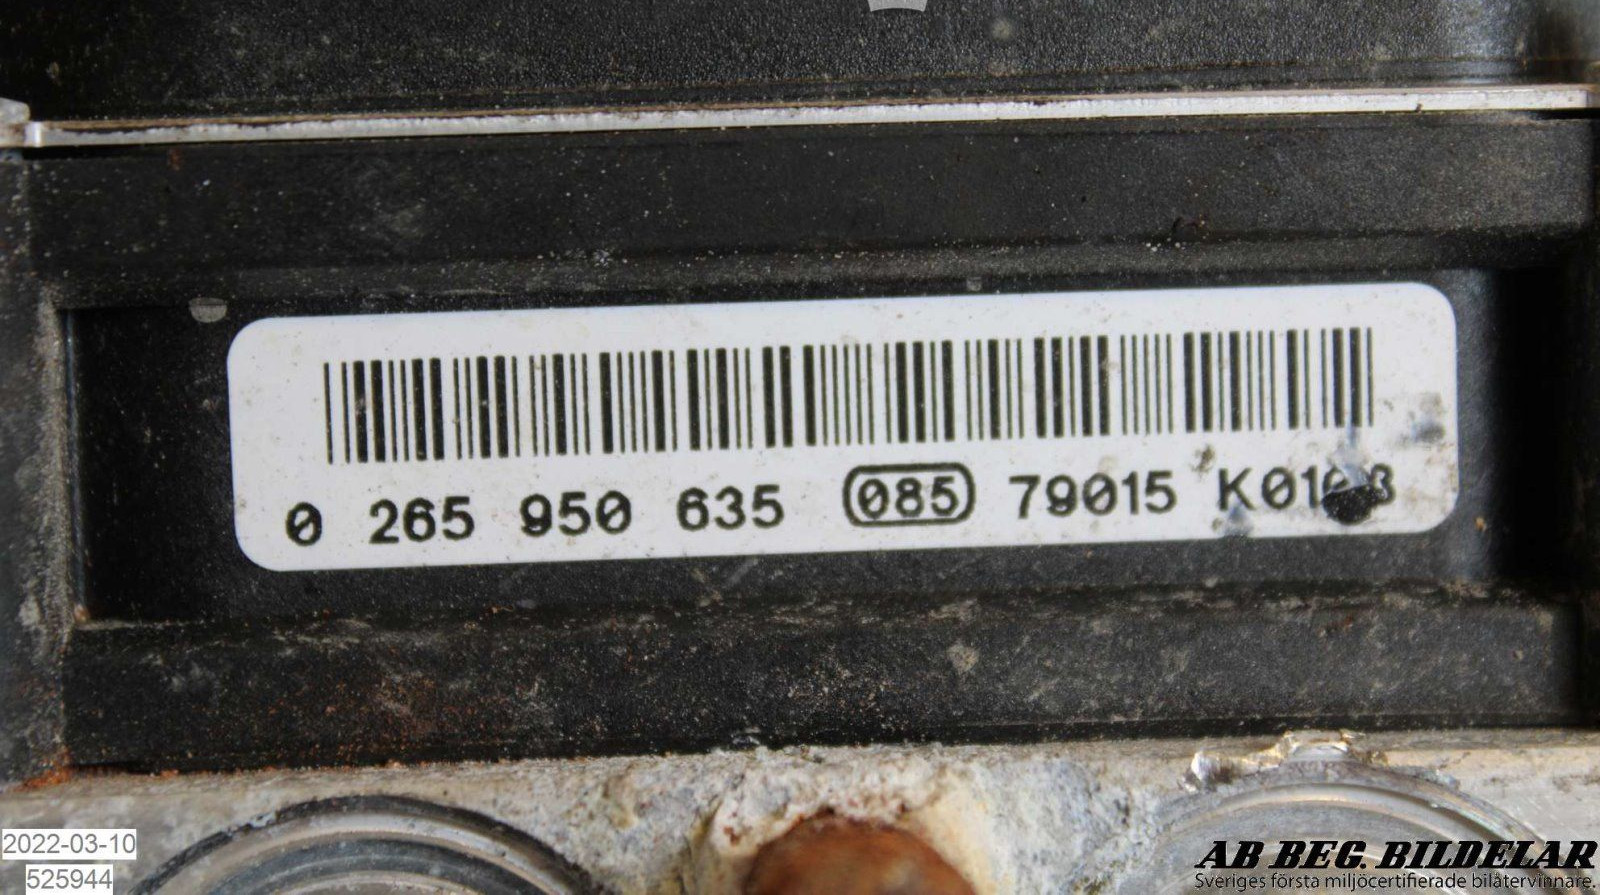 0 265 950 635 085 79015
2022-03-10
525944
AB BEG. BILDELAR
Sveriges första miljöcertifierade bilåtervinnare.